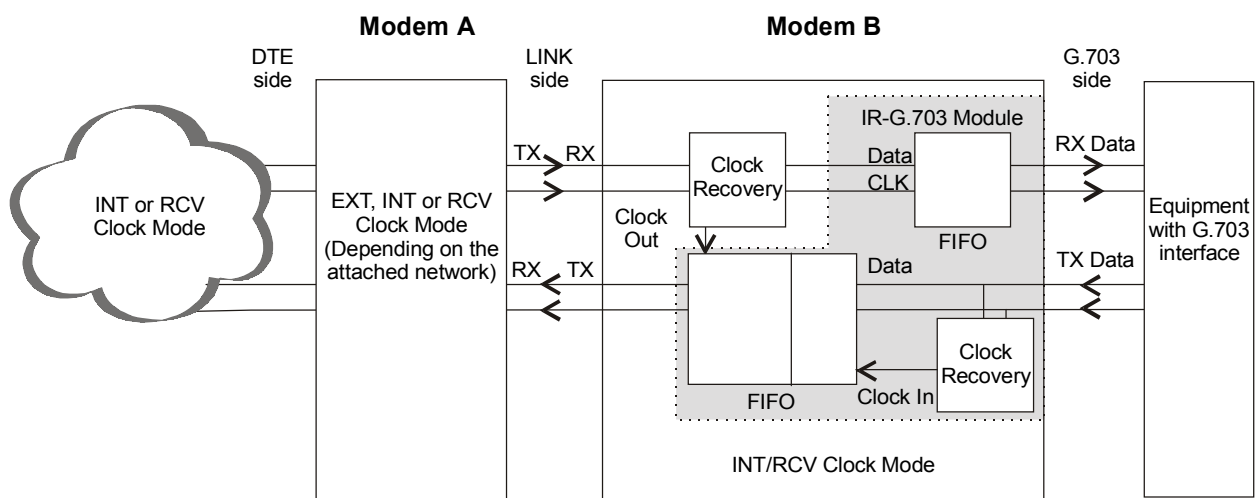 Modem A
Modem B
DTE
side
LINK
side
G.703
side
IR-G.703 Module
TX
RX
Clock
Recovery
Data
CLK
RX Data
INT or RCV
Clock Mode
EXT, INT or RCV
Clock Mode
(Depending on the
attached network)
Clock
Out
FIFO
Equipment
with G.703
interface
RX
TX
Data
TX Data
Clock
Recovery
FIFO
Clock In
INT/RCV Clock Mode